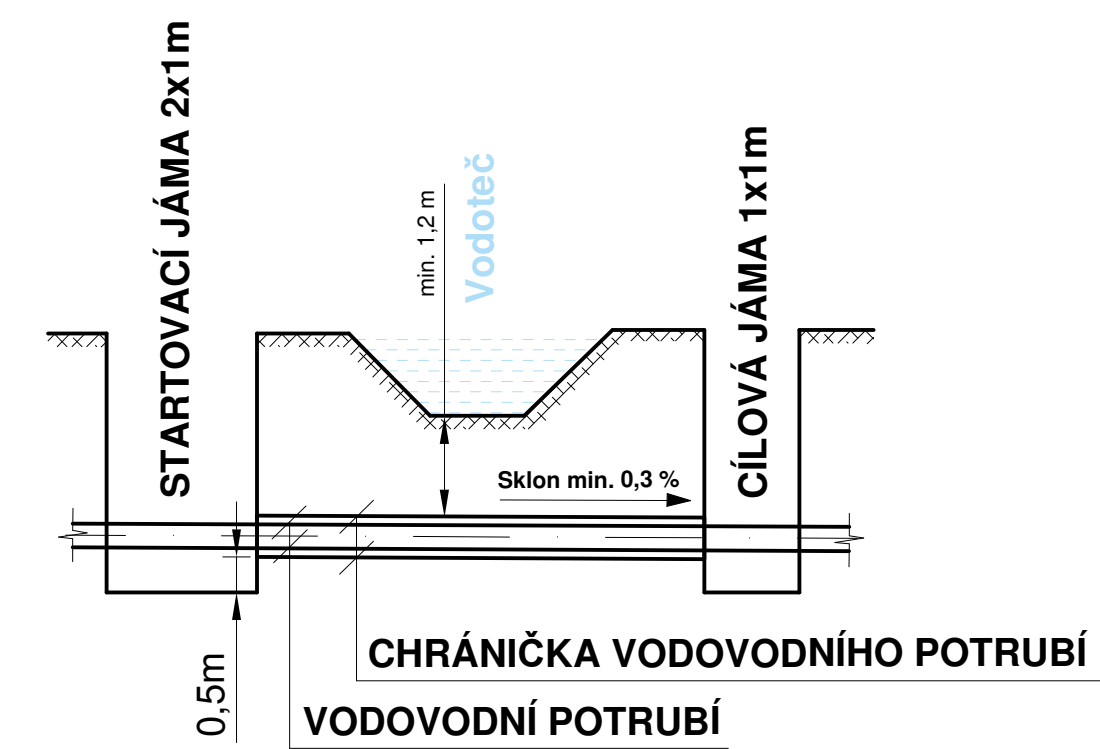 STARTOVACÍ JÁMA 2x1m
min. 1,2 m
Vodoteč
CÍLOVÁ JÁMA 1x1m
Sklon min. 0,3 %
0,5m
CHRÁNIČKA VODOVODNÍHO POTRUBÍ
VODOVODNÍ POTRUBÍ